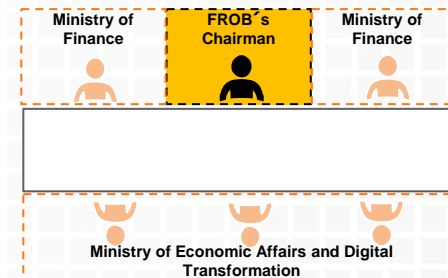 Ministry of
Finance
FROB´s
Chairman
Ministry of
Finance
Ministry of Economic Affairs and Digital
Transformation